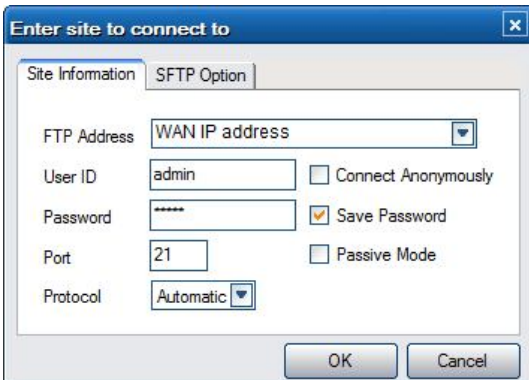 Enter site to connect to
Site Information SFTP Option
FTP Address WAN IP address
User ID admin Connect Anonymously
Password ***** Save Password
Port 21 Passive Mode
Protocol Automatic
OK Cancel